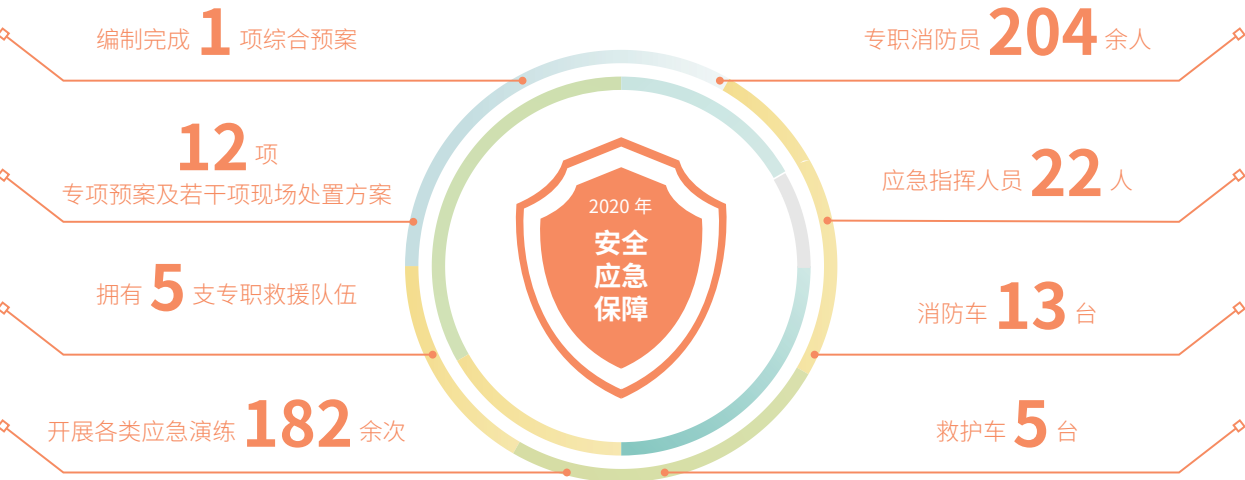 编制完成 1 项综合预案
12 项
专项预案及若干项现场处置方案
拥有 5 支专职救援队伍
开展各类应急演练 182 余次
2020 年
安全
应急
保障
专职消防员 204 余人
应急指挥人员 22 人
消防车 13 台
救护车 5 台